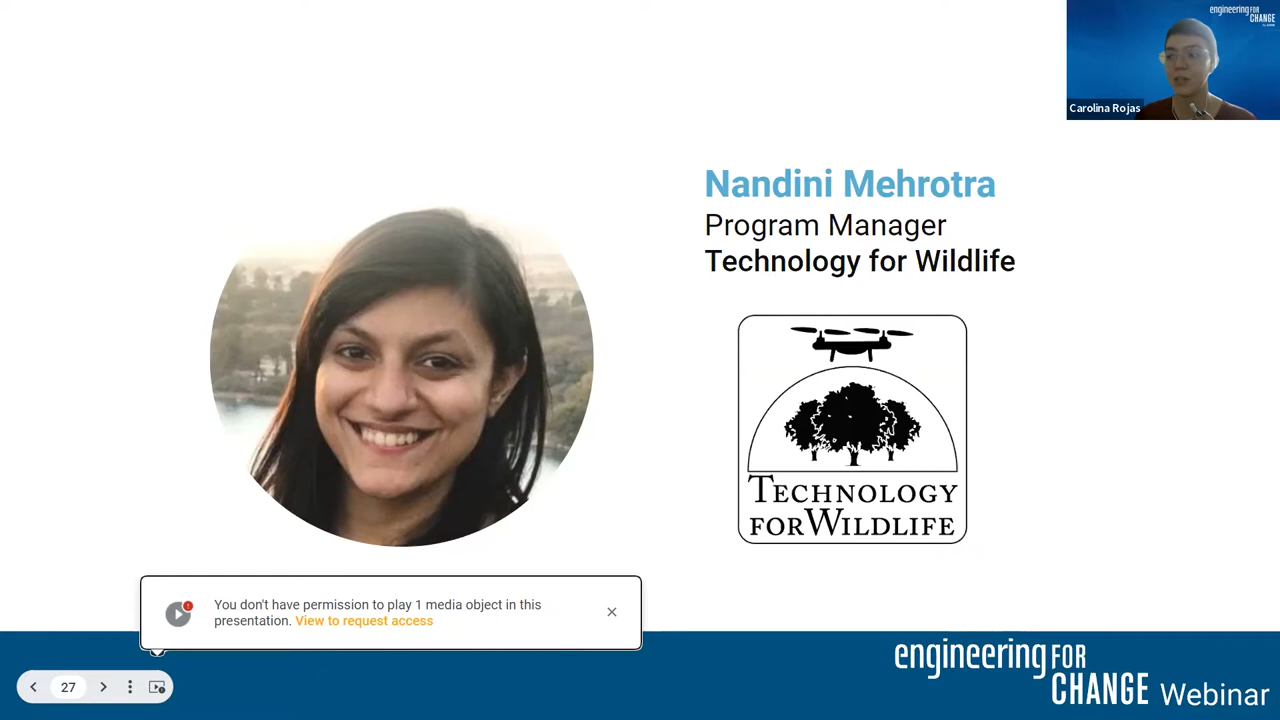 engineering FOR
CHANGE
Carolina Rojas
Nandini Mehrotra
Program Manager
Technology for Wildlife
TECHNOLOGY
FOR WILDLIFE
You don't have permission to play 1 media object in this
presentation. View to request access
27
engineering FOR
CHANGE Webinar